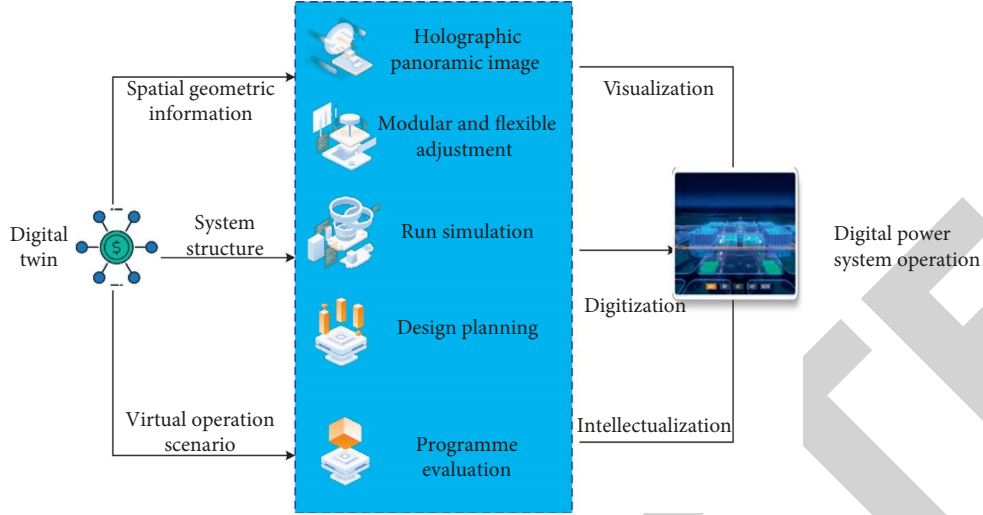 Holographic
panoramic image
Spatial geometric
information
Visualization
Modular and flexible
adjustment
Digital
twin
$
System
structure
Run simulation
Digital power
system operation
Digitization
Design planning
Virtual operation
scenario
Intellectualization
Programme
evaluation